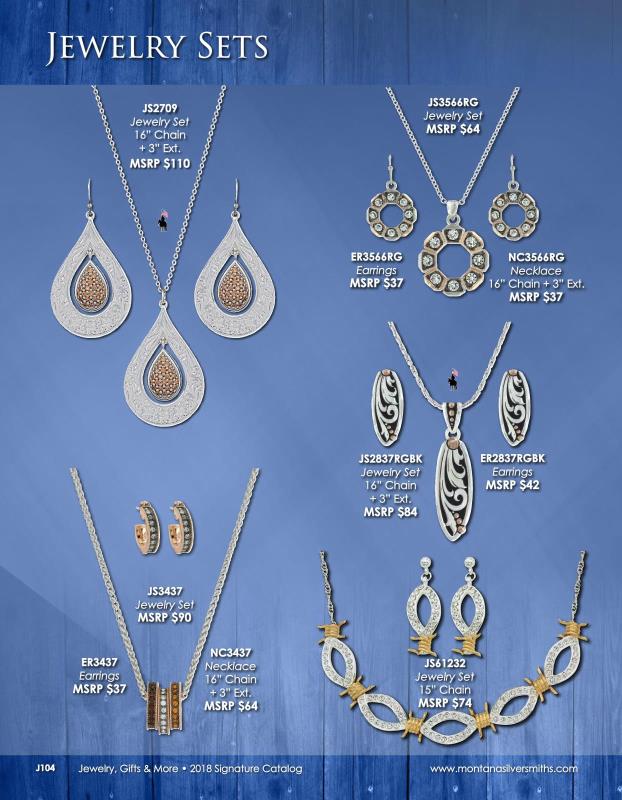 JEWELRY SETS
JS2709
Jewelry Set
16" Chain
+ 3" Ext.
MSRP $110
JS3566RG
Jewelry Set
MSRP $64
ER3566RG
Earrings
MSRP $37
NC3566RG
Necklace
16" Chain + 3" Ext.
MSRP $37
JS2837RGBK
Jewelry Set
16" Chain
+ 3" Ext.
MSRP $84
ER2837RGBK
Earrings
MSRP $42
JS3437
Jewelry Set
MSRP $90
ER3437
Earrings
MSRP $37
NC3437
Necklace
16" Chain
+ 3" Ext.
MSRP $64
JS61232
Jewelry Set
15" Chain
MSRP $74
J104 Jewelry, Gifts & More • 2018 Signature Catalog www.montanasilversmiths.com